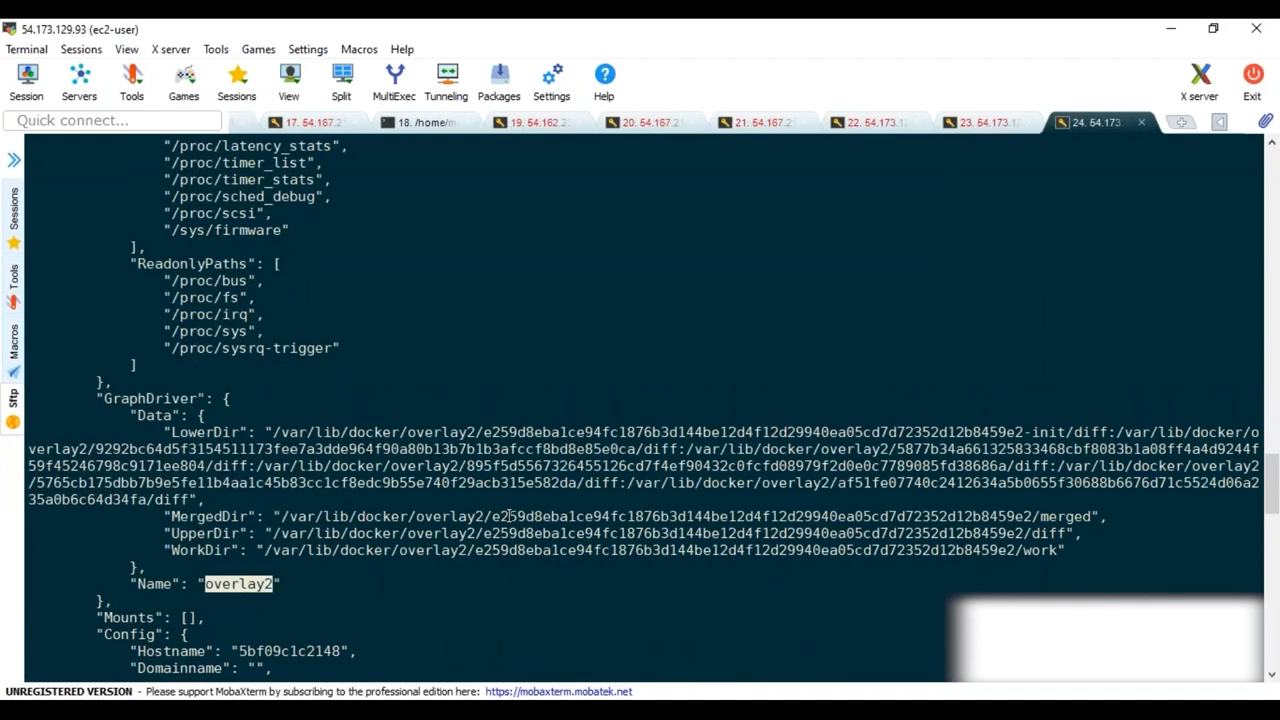 54.173.129.93 (ec2-user)
Terminal Sessions View X server Tools Games Settings Macros Help
Session Servers Tools Games Sessions View Split MultiExec Tunneling Packages Settings Help X server Exit
Quick connect... 17. 54.167.2 18. /home/m 19. 54.162.2 20. 54.167.2 21. 54.167. 22. 54.173.1 23. 54.173.1 24. 54.173
Sessions
Tools
Macros
Sftp
"/proc/latency_stats",
"/proc/timer_list",
"/proc/timer_stats",
"/proc/sched_debug",
"/proc/scsi",
"/sys/firmware"
],
"ReadonlyPaths": [
"/proc/bus",
"/proc/fs",
"/proc/irq",
"/proc/sys",
"/proc/sysrq-trigger"
]
},
"GraphDriver": {
"Data": {
"LowerDir": "/var/lib/docker/overlay2/e259d8eba1ce94fc1876b3d144be12d4f12d29940ea05cd7d72352d12b8459e2-init/diff:/var/lib/docker/o
verlay2/9292bc64d5f3154511173fee7a3dde964f90a80b13b7b1b3afccf8bd8e85e0ca/diff:/var/lib/docker/overlay2/5877b34a661325833468cbf8083b1a08ff4a4d9244f
59f45246798c9171ee804/diff:/var/lib/docker/overlay2/895f5d5567326455126cd7f4ef90432c0fcfd08979f2d0e0c7789085fd38686a/diff:/var/lib/docker/overlay2
/5765cb175dbb7b9e5fe11b4aa1c45b83cc1cf8edc9b55e740f29acb315e582da/diff:/var/lib/docker/overlay2/af51fe07740c2412634a5b0655f30688b6676d71c5524d06a2
35a0b6c64d34fa/diff",
"MergedDir": "/var/lib/docker/overlay2/e259d8eba1ce94fc1876b3d144be12d4f12d29940ea05cd7d72352d12b8459e2/merged",
"UpperDir": "/var/lib/docker/overlay2/e259d8eba1ce94fc1876b3d144be12d4f12d29940ea05cd7d72352d12b8459e2/diff",
"WorkDir": "/var/lib/docker/overlay2/e259d8eba1ce94fc1876b3d144be12d4f12d29940ea05cd7d72352d12b8459e2/work"
},
"Name": "overlay2"
},
"Mounts": [],
"Config": {
"Hostname": "5bf09c1c2148",
"Domainname": "",
UNREGISTERED VERSION - Please support MobaXterm by subscribing to the professional edition here: https://mobaxterm.mobatek.net